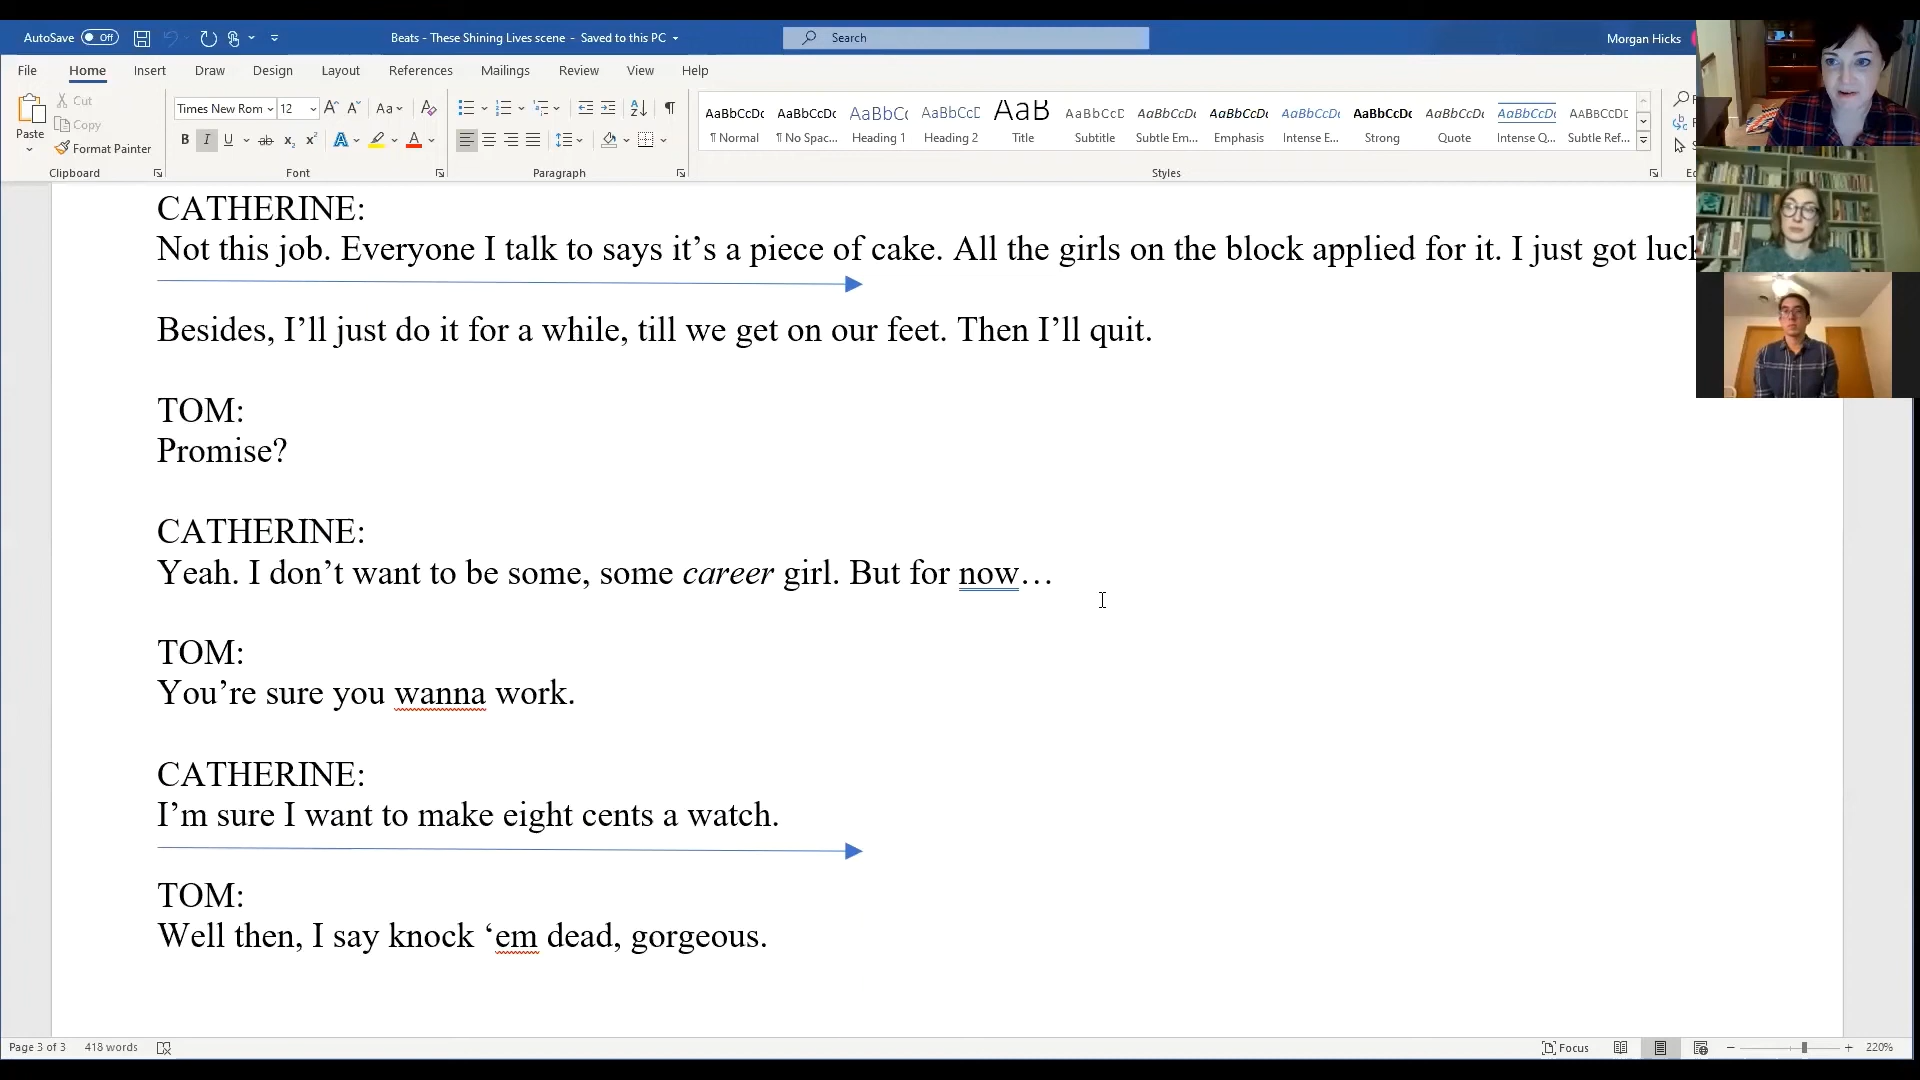 AutoSave Off Beats - These Shining Lives scene - Saved to this PC Search Morgan Hicks
File Home Insert Draw Design Layout References Mailings Review View Help
Paste Cut Copy Format Painter
Times New Rom 12 Aa
B I U ab x₂ x² A A
AaBbCcDc AaBbCcDc AaBbCc AaBbCcD AaB AaBbCcD AaBbCcDc AaBbCcDc AaBbCcDc AaBbCcDc AaBbCcDc AaBbCcDc AABBCCDD
¶ Normal ¶ No Spac... Heading 1 Heading 2 Title Subtitle Subtle Em... Emphasis Intense E... Strong Quote Intense Q... Subtle Ref...
Clipboard Font Paragraph Styles
CATHERINE:
Not this job. Everyone I talk to says it’s a piece of cake. All the girls on the block applied for it. I just got luck
Besides, I’ll just do it for a while, till we get on our feet. Then I’ll quit.
TOM:
Promise?
CATHERINE:
Yeah. I don’t want to be some, some career girl. But for now…
TOM:
You’re sure you wanna work.
CATHERINE:
I’m sure I want to make eight cents a watch.
TOM:
Well then, I say knock ‘em dead, gorgeous.
Page 3 of 3 418 words Focus 220%